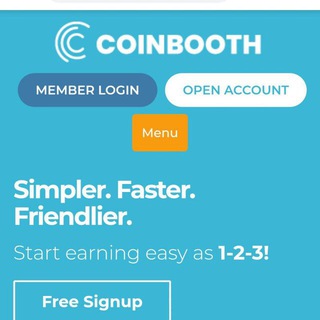 COINBOOTH
MEMBER LOGIN
OPEN ACCOUNT
Menu
Simpler. Faster.
Friendlier.
Start earning easy as 1-2-3!
Free Signup